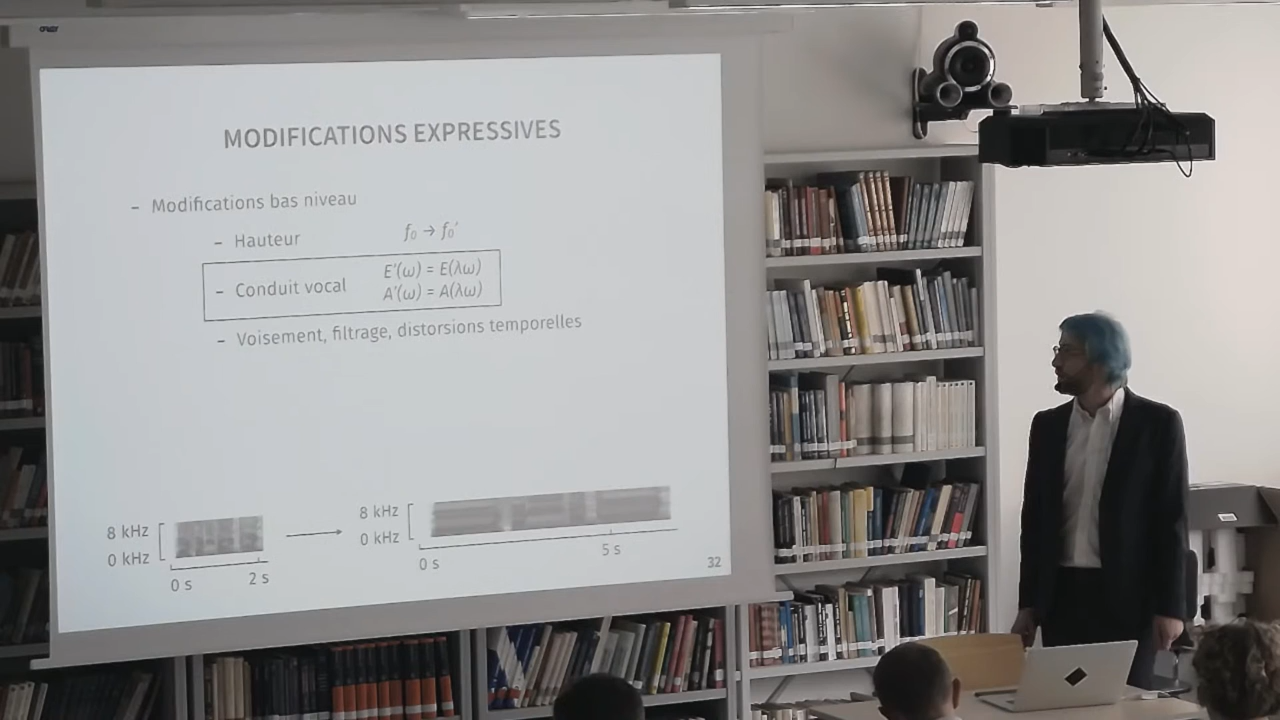 MODIFICATIONS EXPRESSIVES
– Modifications bas niveau
– Hauteur f₀ → f₀′
– Conduit vocal E′(ω) = E(λω)
A′(ω) = A(λω)
– Voisement, filtrage, distorsions temporelles
8 kHz
0 kHz
0 s 2 s
8 kHz
0 kHz
0 s 5 s
32